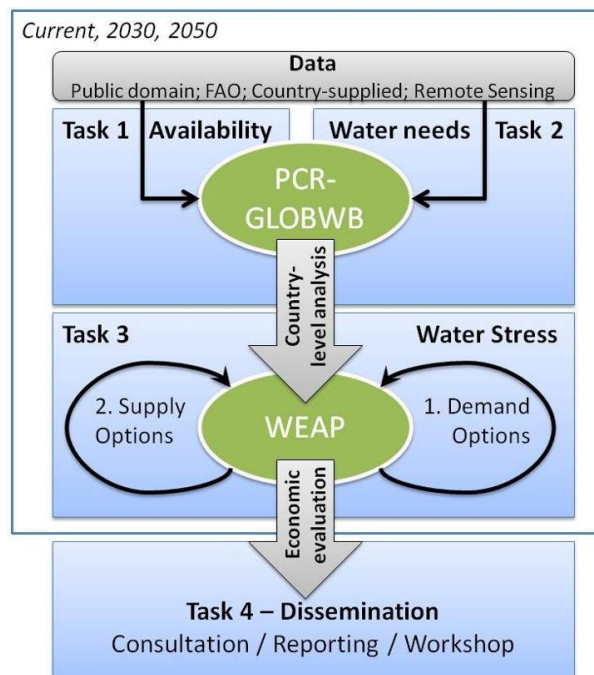 Current, 2030, 2050
Data
Public domain; FAO; Country-supplied; Remote Sensing
Task 1 Availability
Water needs Task 2
PCR-
GLOBWB
Country-
level analysis
Task 3
Water Stress
2. Supply
Options
WEAP
1. Demand
Options
Economic
evaluation
Task 4 – Dissemination
Consultation / Reporting / Workshop